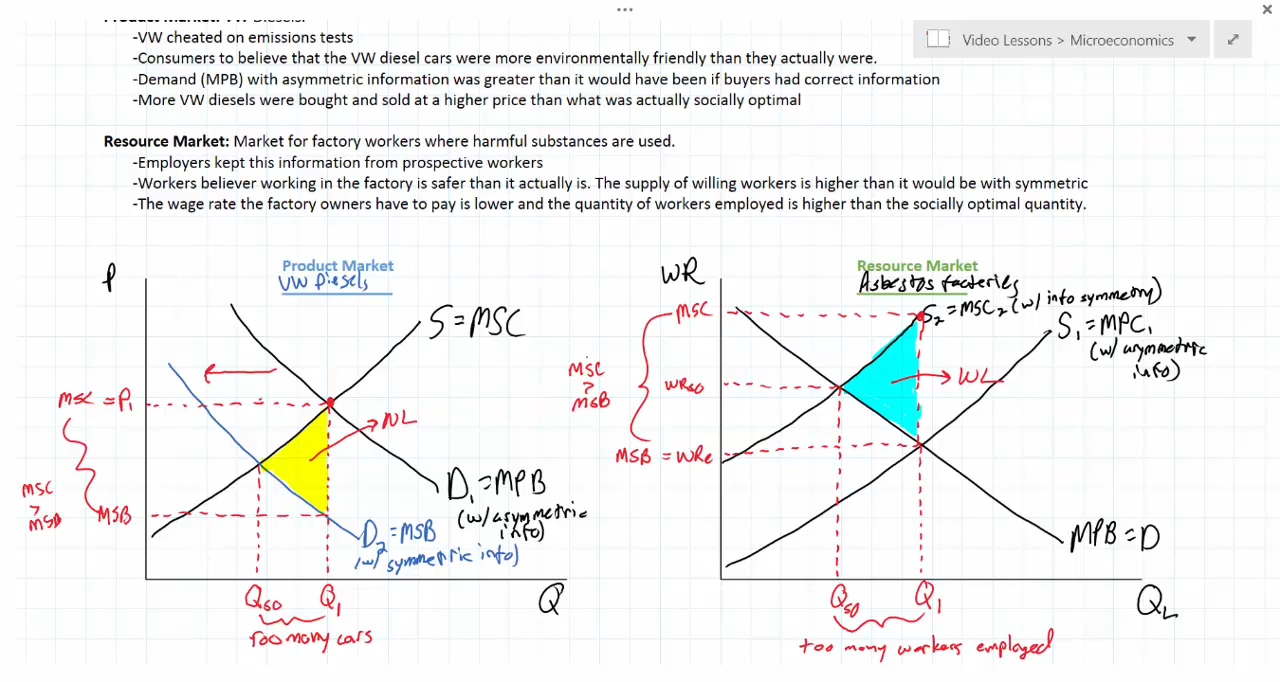 Product Market: VW Diesels:
-VW cheated on emissions tests
Video Lessons > Microeconomics
-Consumers to believe that the VW diesel cars were more environmentally friendly than they actually were.
-Demand (MPB) with asymmetric information was greater than it would have been if buyers had correct information
-More VW diesels were bought and sold at a higher price than what was actually socially optimal
Resource Market: Market for factory workers where harmful substances are used.
-Employers kept this information from prospective workers
-Workers believer working in the factory is safer than it actually is. The supply of willing workers is higher than it would be with symmetric
-The wage rate the factory owners have to pay is lower and the quantity of workers employed is higher than the socially optimal quantity.
Product Market
VW Diesels
P
S=MSC
MSC = P₁
WL
MSC
>
MSB
MSB
D₁=MPB
(w/ asymmetric
info)
D₂=MSB
(w/ symmetric info)
Qso
Q₁
Q
too many cars
Resource Market
Asbestos factories
WR
MSC
S₂=MSC₂ (w/ info symmetry)
S₁=MPC₁
(w/ asymmetric
info)
MSC
>
MSB
WRso
WL
MSB = WRe
MPB=D
Qso
Q₁
QL
too many workers employed